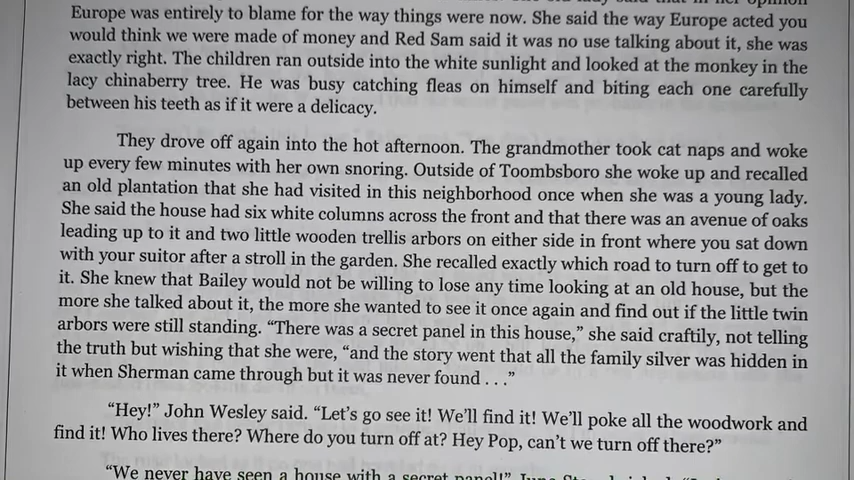 Europe was entirely to blame for the way things were now. She said the way Europe acted you
would think we were made of money and Red Sam said it was no use talking about it, she was
exactly right. The children ran outside into the white sunlight and looked at the monkey in the
lacy chinaberry tree. He was busy catching fleas on himself and biting each one carefully
between his teeth as if it were a delicacy.
They drove off again into the hot afternoon. The grandmother took cat naps and woke
up every few minutes with her own snoring. Outside of Toombsboro she woke up and recalled
an old plantation that she had visited in this neighborhood once when she was a young lady.
She said the house had six white columns across the front and that there was an avenue of oaks
leading up to it and two little wooden trellis arbors on either side in front where you sat down
with your suitor after a stroll in the garden. She recalled exactly which road to turn off to get to
it. She knew that Bailey would not be willing to lose any time looking at an old house, but the
more she talked about it, the more she wanted to see it once again and find out if the little twin
arbors were still standing. “There was a secret panel in this house,” she said craftily, not telling
the truth but wishing that she were, “and the story went that all the family silver was hidden in
it when Sherman came through but it was never found . . .”
“Hey!” John Wesley said. “Let’s go see it! We’ll find it! We’ll poke all the woodwork and
find it! Who lives there? Where do you turn off at? Hey Pop, can’t we turn off there?”
“We never have seen a house with a secret panel!” June